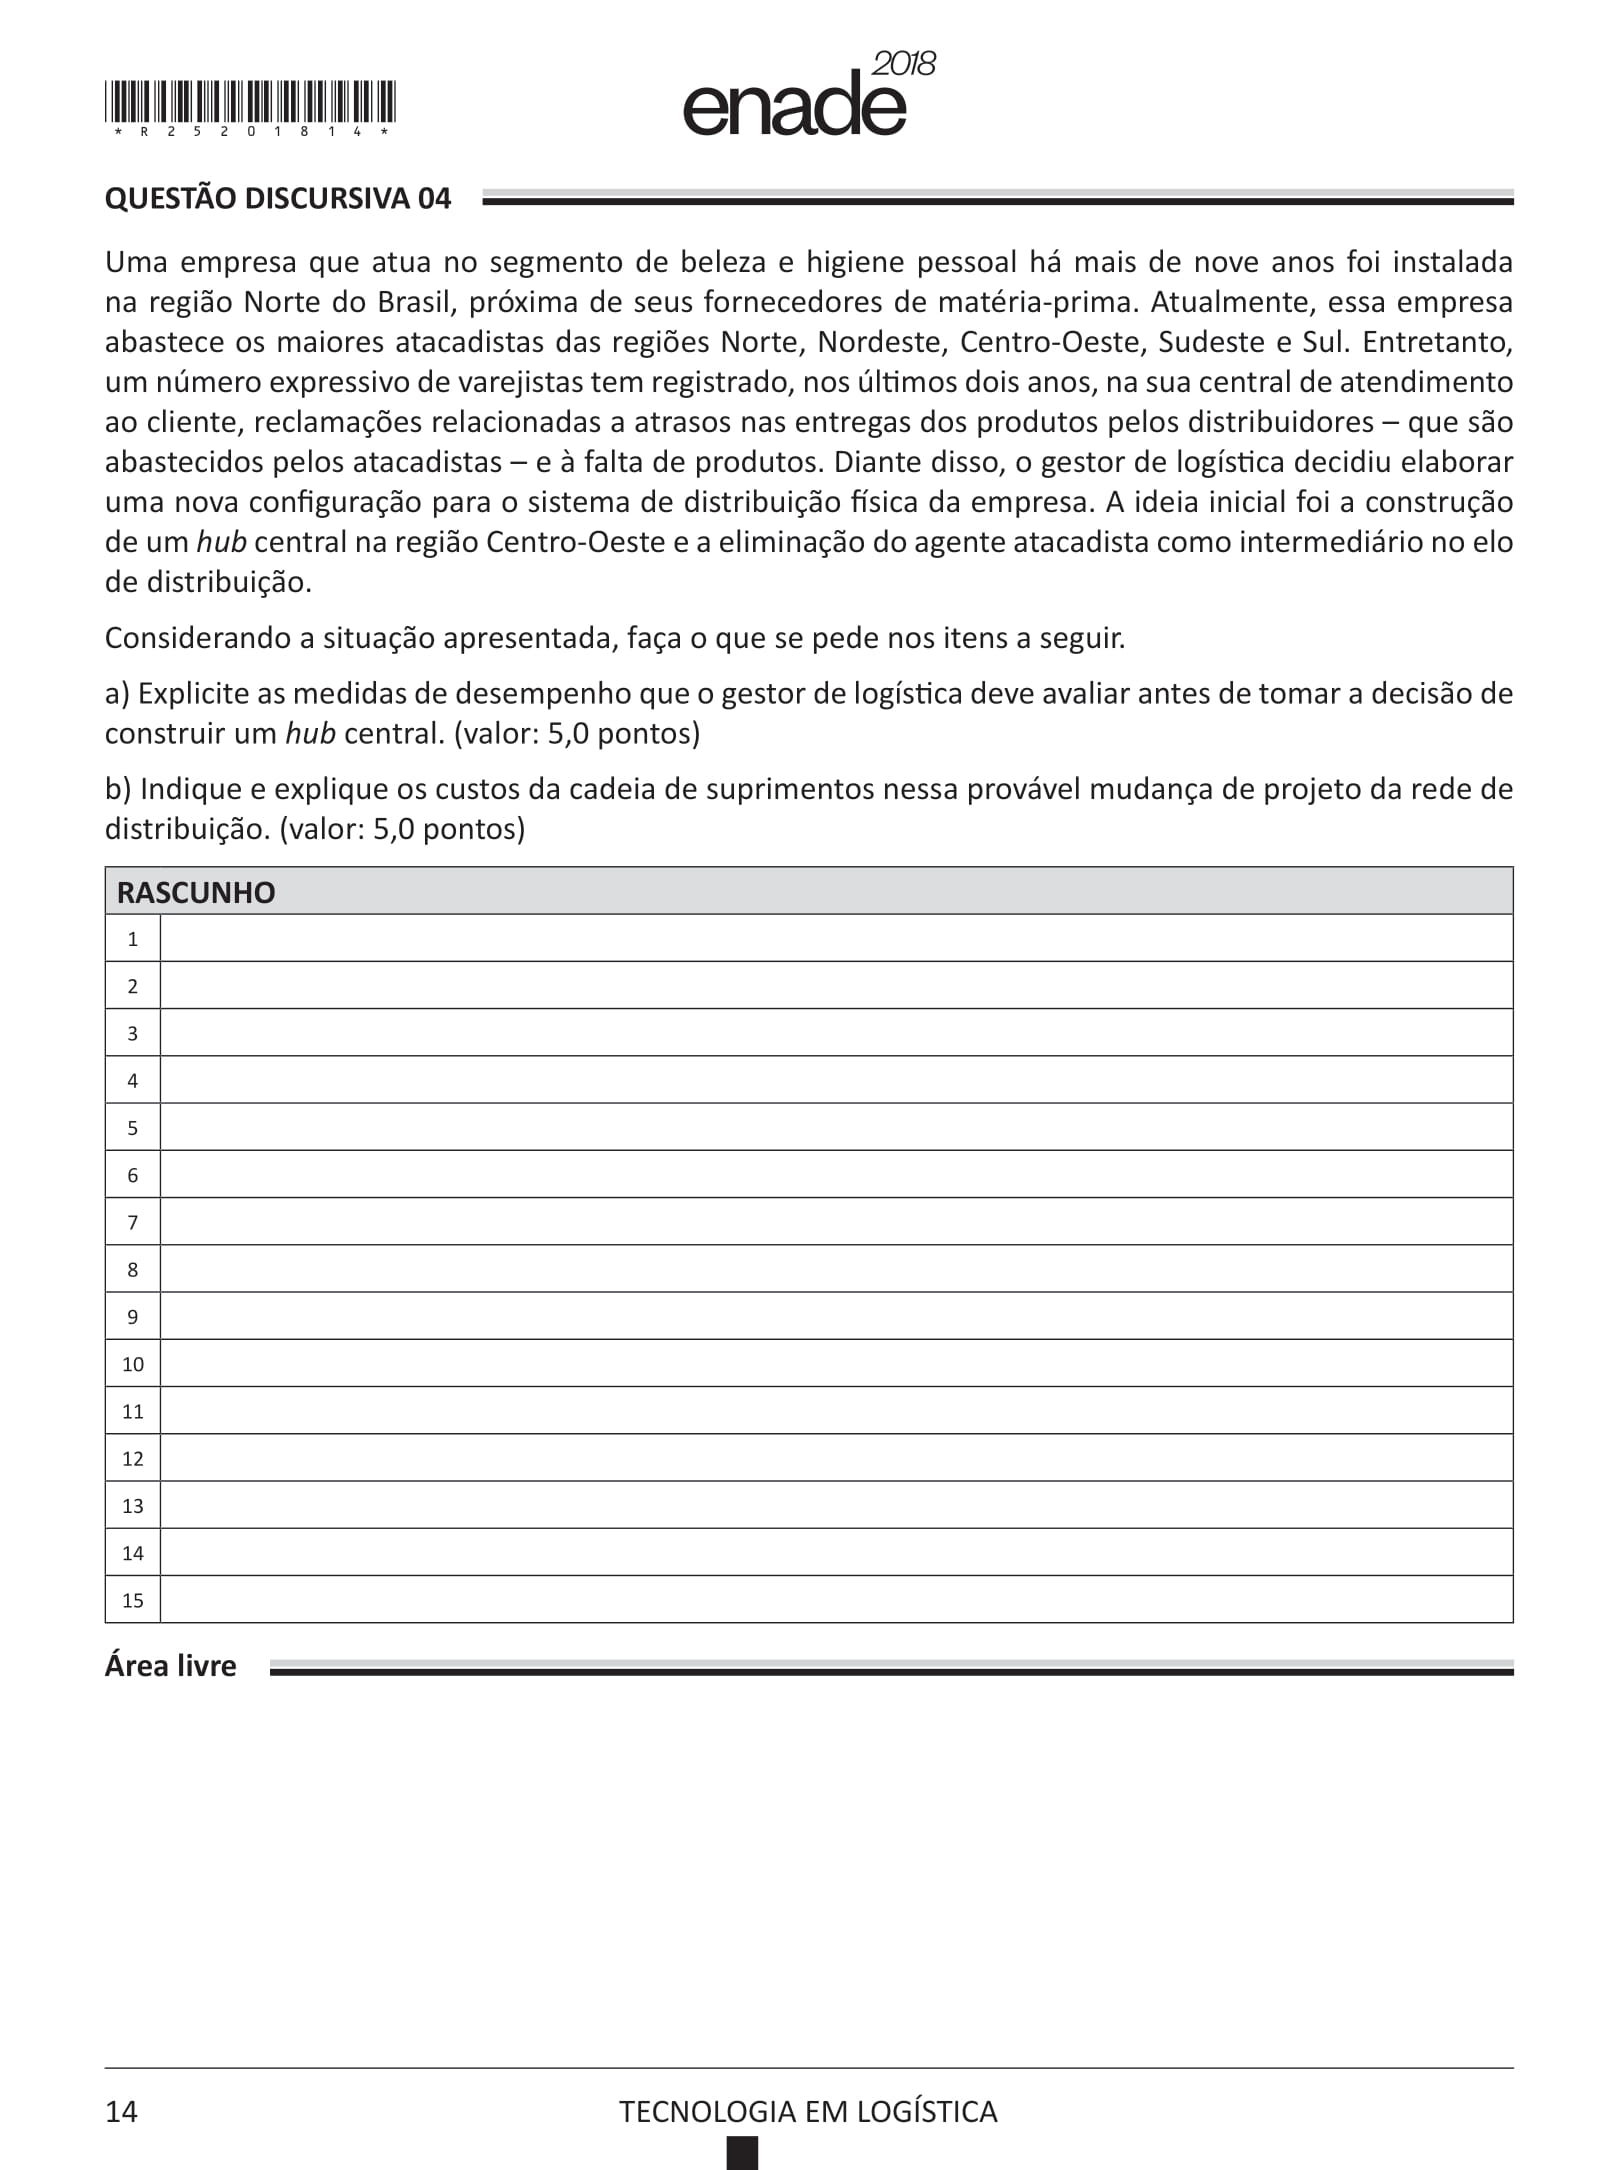 *R25201814*
enade 2018
QUESTÃO DISCURSIVA 04
Uma empresa que atua no segmento de beleza e higiene pessoal há mais de nove anos foi instalada
na região Norte do Brasil, próxima de seus fornecedores de matéria-prima. Atualmente, essa empresa
abastece os maiores atacadistas das regiões Norte, Nordeste, Centro-Oeste, Sudeste e Sul. Entretanto,
um número expressivo de varejistas tem registrado, nos últimos dois anos, na sua central de atendimento
ao cliente, reclamações relacionadas a atrasos nas entregas dos produtos pelos distribuidores – que são
abastecidos pelos atacadistas – e à falta de produtos. Diante disso, o gestor de logística decidiu elaborar
uma nova configuração para o sistema de distribuição física da empresa. A ideia inicial foi a construção
de um hub central na região Centro-Oeste e a eliminação do agente atacadista como intermediário no elo
de distribuição.
Considerando a situação apresentada, faça o que se pede nos itens a seguir.
a) Explicite as medidas de desempenho que o gestor de logística deve avaliar antes de tomar a decisão de
construir um hub central. (valor: 5,0 pontos)
b) Indique e explique os custos da cadeia de suprimentos nessa provável mudança de projeto da rede de
distribuição. (valor: 5,0 pontos)
RASCUNHO
1
2
3
4
5
6
7
8
9
10
11
12
13
14
15
Área livre
14
TECNOLOGIA EM LOGÍSTICA